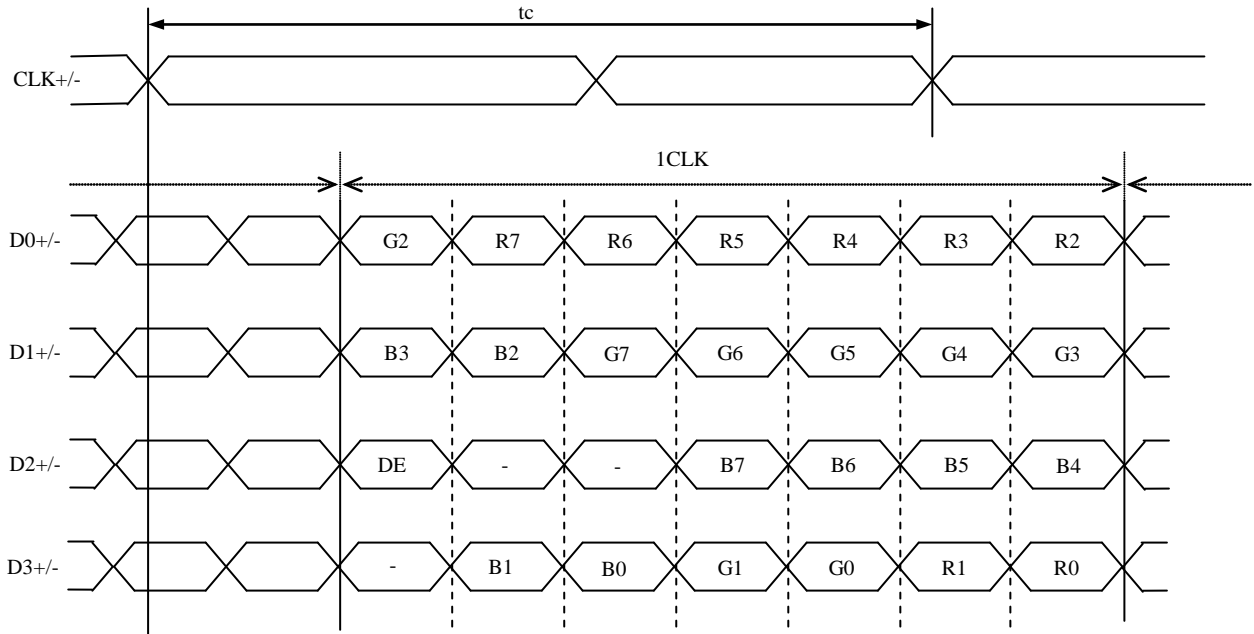 tc
CLK+/-
1CLK
D0+/- G2 R7 R6 R5 R4 R3 R2
D1+/- B3 B2 G7 G6 G5 G4 G3
D2+/- DE - - B7 B6 B5 B4
D3+/- - B1 B0 G1 G0 R1 R0